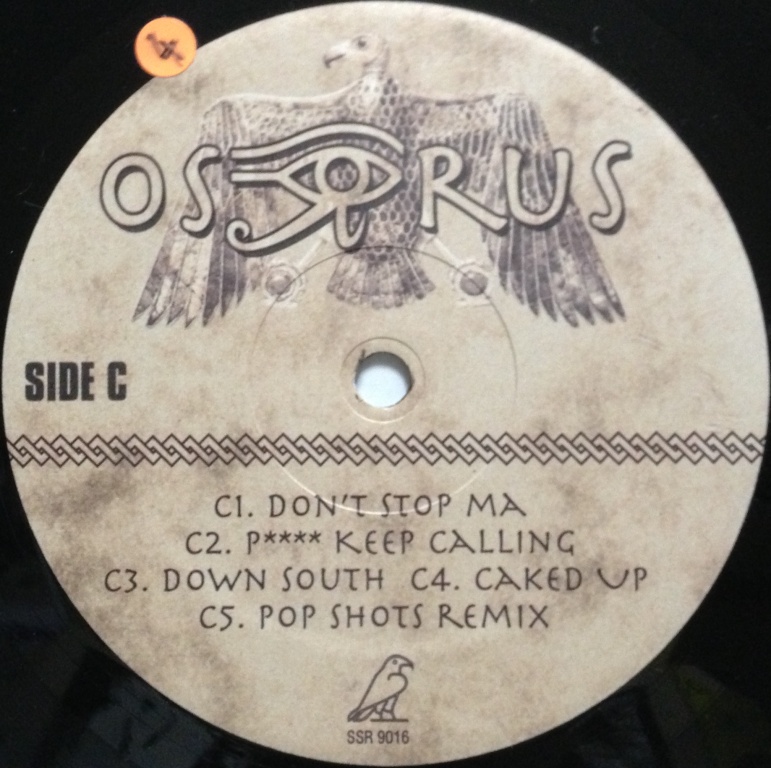 OSIRUS
SIDE C
C1. DON'T STOP MA
C2. P**** KEEP CALLING
C3. DOWN SOUTH C4. CAKED UP
C5. POP SHOTS REMIX
SSR 9016